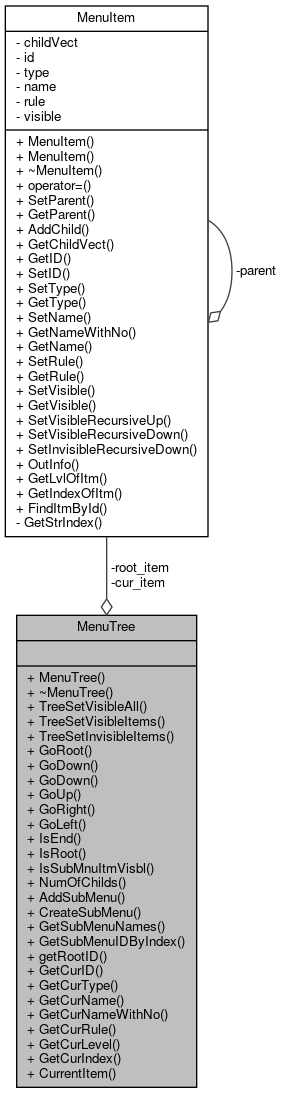 MenuItem
- childVect
- id
- type
- name
- rule
- visible
+ MenuItem()
+ MenuItem()
+ ~MenuItem()
+ operator=()
+ SetParent()
+ GetParent()
+ AddChild()
+ GetChildVect()
+ GetID()
+ SetID()
+ SetType()
+ GetType()
+ SetName()
+ GetNameWithNo()
+ GetName()
+ SetRule()
+ GetRule()
+ SetVisible()
+ GetVisible()
+ SetVisibleRecursiveUp()
+ SetVisibleRecursiveDown()
+ SetInvisibleRecursiveDown()
+ OutInfo()
+ GetLvlOfItm()
+ GetIndexOfItm()
+ FindItmById()
- GetStrIndex()
-parent
-root_item
-cur_item
MenuTree
+ MenuTree()
+ ~MenuTree()
+ TreeSetVisibleAll()
+ TreeSetVisibleItems()
+ TreeSetInvisibleItems()
+ GoRoot()
+ GoDown()
+ GoDown()
+ GoUp()
+ GoRight()
+ GoLeft()
+ IsEnd()
+ IsRoot()
+ IsSubMnuItmVisbl()
+ NumOfChilds()
+ AddSubMenu()
+ CreateSubMenu()
+ GetSubMenuNames()
+ GetSubMenuIDByIndex()
+ getRootID()
+ GetCurID()
+ GetCurType()
+ GetCurName()
+ GetCurNameWithNo()
+ GetCurRule()
+ GetCurLevel()
+ GetCurIndex()
+ CurrentItem()